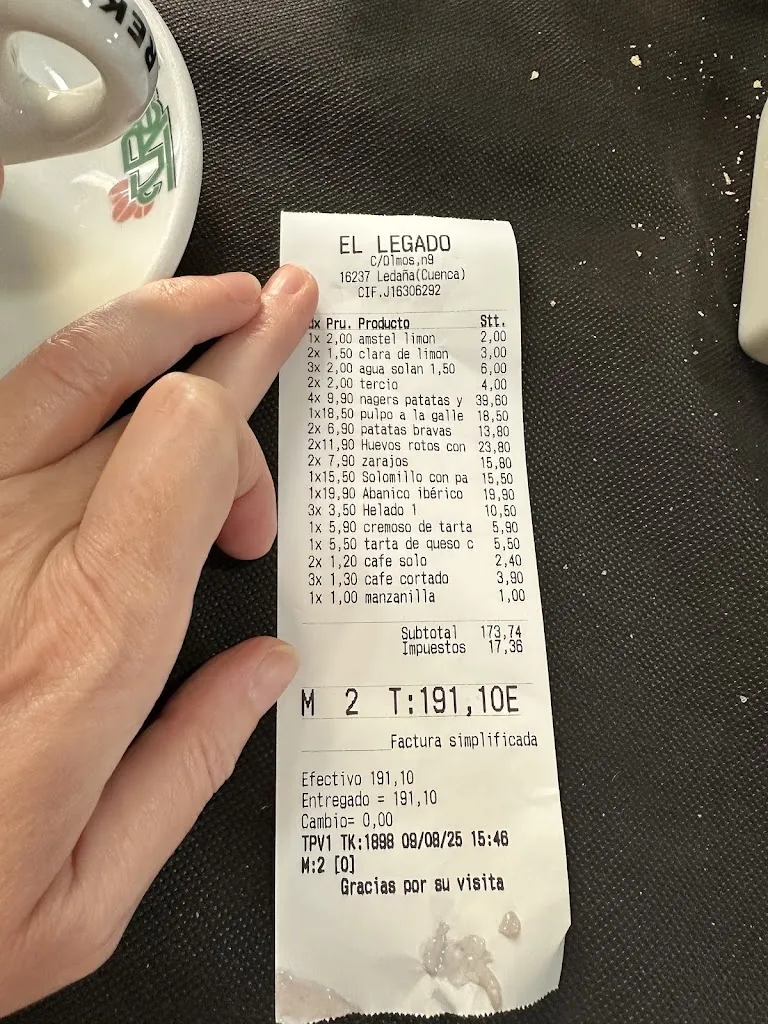 REK
EL LEGADO
C/Olmos,n9
16237 Ledaña(Cuenca)
CIF.J16306292
Pru. Producto Stt.
1x 2,00 amstel limon 2,00
2x 1,50 clara de limon 3,00
3x 2,00 agua solan 1,50 6,00
2x 2,00 tercio 4,00
4x 9,90 nagers patatas y 39,60
1x18,50 pulpo a la galle 18,50
2x 6,90 patatas bravas 13,80
2x11,90 Huevos rotos con 23,80
2x 7,90 zarajos 15,80
1x15,50 Solomillo con pa 15,50
1x19,90 Abanico ibérico 19,90
3x 3,50 Helado 1 10,50
1x 5,90 cremoso de tarta 5,90
1x 5,50 tarta de queso c 5,50
2x 1,20 cafe solo 2,40
3x 1,30 cafe cortado 3,90
1x 1,00 manzanilla 1,00
Subtotal 173,74
Impuestos 17,36
M 2 T:191,10E
Factura simplificada
Efectivo 191,10
Entregado = 191,10
Cambio= 0,00
TPV1 TK:1898 08/08/25 15:46
M:2 [0]
Gracias por su visita